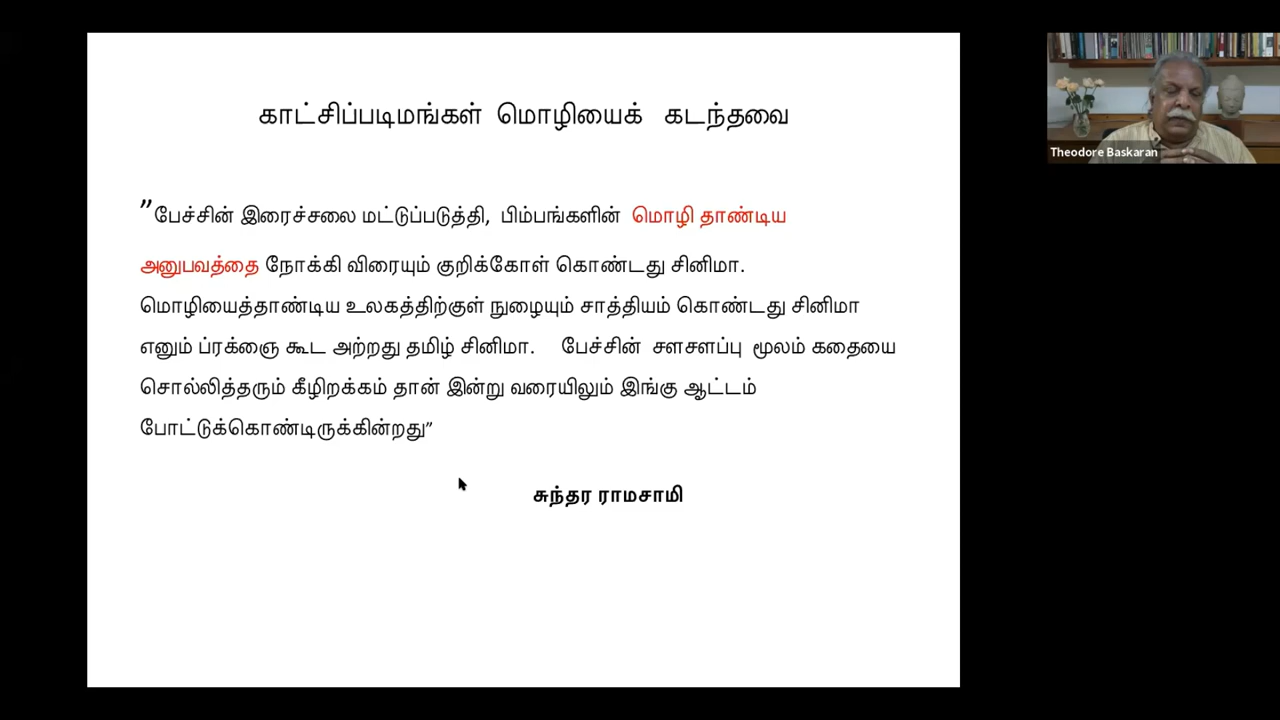 காட்சிப்படிமங்கள் மொழியைக் கடந்தவை
”பேச்சின் இரைச்சலை மட்டுப்படுத்தி, பிம்பங்களின் மொழி தாண்டிய
அனுபவத்தை நோக்கி விரையும் குறிக்கோள் கொண்டது சினிமா.
மொழியைத்தாண்டிய உலகத்திற்குள் நுழையும் சாத்தியம் கொண்டது சினிமா
எனும் ப்ரக்ஞை கூட அற்றது தமிழ் சினிமா. பேச்சின் சளசளப்பு மூலம் கதையை
சொல்லித்தரும் கீழிறக்கம் தான் இன்று வரையிலும் இங்கு ஆட்டம்
போட்டுக்கொண்டிருக்கின்றது”
சுந்தர ராமசாமி
Theodore Baskaran